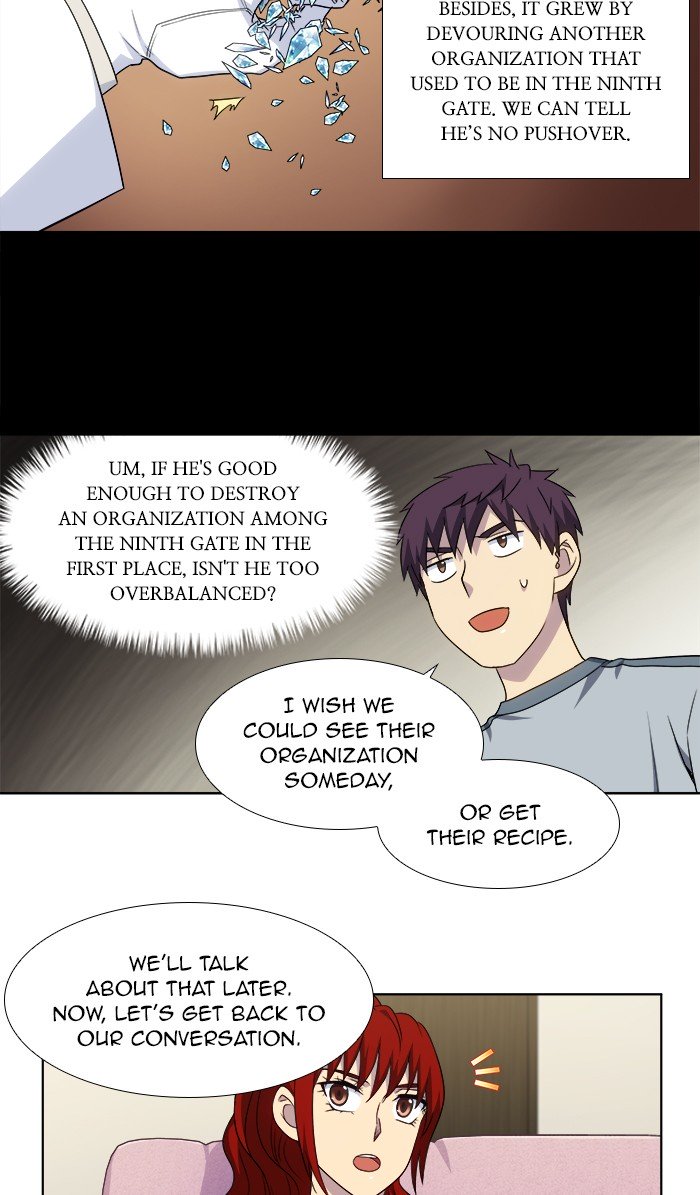 BESIDES, IT GREW BY
DEVOURING ANOTHER
ORGANIZATION THAT
USED TO BE IN THE NINTH
GATE. WE CAN TELL
HE'S NO PUSHOVER.
UM, IF HE'S GOOD
ENOUGH TO DESTROY
AN ORGANIZATION AMONG
THE NINTH GATE IN THE
FIRST PLACE, ISN'T HE TOO
OVERBALANCED?
I WISH WE
COULD SEE THEIR
ORGANIZATION
SOMEDAY,
OR GET
THEIR RECIPE.
WE'LL TALK
ABOUT THAT LATER.
NOW, LET'S GET BACK TO
OUR CONVERSATION.